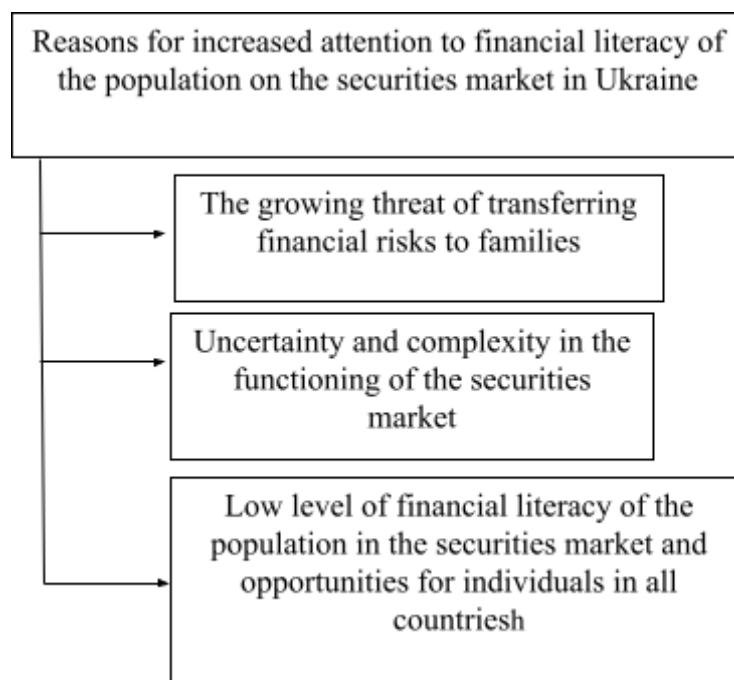 Reasons for increased attention to financial literacy of
the population on the securities market in Ukraine
The growing threat of transferring
financial risks to families
Uncertainty and complexity in the
functioning of the securities
market
Low level of financial literacy of the
population in the securities market and
opportunities for individuals in all
countriesh